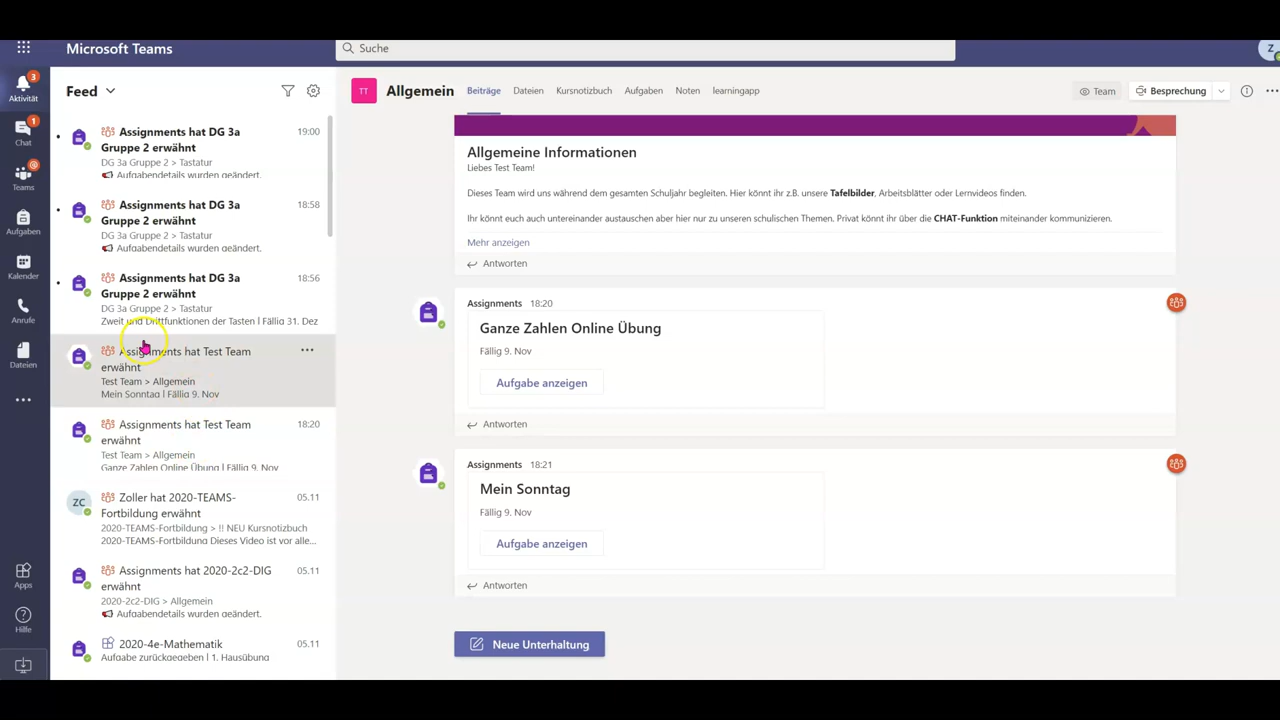 Microsoft Teams
Suche
Z
3
Aktivität
1
Chat
@
Teams
Aufgaben
Kalender
Anrufe
Dateien
Apps
Hilfe
Feed
Assignments hat DG 3a
19:00
Gruppe 2 erwähnt
DG 3a Gruppe 2 > Tastatur
Aufgabendetails wurden geändert.
Assignments hat DG 3a
18:58
Gruppe 2 erwähnt
DG 3a Gruppe 2 > Tastatur
Aufgabendetails wurden geändert.
Assignments hat DG 3a
18:56
Gruppe 2 erwähnt
DG 3a Gruppe 2 > Tastatur
Zweit und Drittfunktionen der Tasten | Fällig 31. Dez
Assignments hat Test Team
erwähnt
Test Team > Allgemein
Mein Sonntag | Fällig 9. Nov
Assignments hat Test Team
18:20
erwähnt
Test Team > Allgemein
Ganze Zahlen Online Übung | Fällig 9. Nov
ZC
Zoller hat 2020-TEAMS-
05.11
Fortbildung erwähnt
2020-TEAMS-Fortbildung > !! NEU Kursnotizbuch
2020-TEAMS-Fortbildung Dieses Video ist vor alle...
Assignments hat 2020-2c2-DIG
05.11
erwähnt
2020-2c2-DIG > Allgemein
Aufgabendetails wurden geändert.
2020-4e-Mathematik
05.11
Aufgabe zurückgegeben | 1. Hausübung
TT
Allgemein
Beiträge
Dateien
Kursnotizbuch
Aufgaben
Noten
learningapp
Team
Besprechung
Allgemeine Informationen
Liebes Test Team!
Dieses Team wird uns während dem gesamten Schuljahr begleiten. Hier könnt ihr z.B. unsere Tafelbilder, Arbeitsblätter oder Lernvideos finden.
Ihr könnt euch auch untereinander austauschen aber hier nur zu unseren schulischen Themen. Privat könnt ihr über die CHAT-Funktion miteinander kommunizieren.
Mehr anzeigen
Antworten
Assignments 18:20
Ganze Zahlen Online Übung
Fällig 9. Nov
Aufgabe anzeigen
Antworten
Assignments 18:21
Mein Sonntag
Fällig 9. Nov
Aufgabe anzeigen
Antworten
Neue Unterhaltung